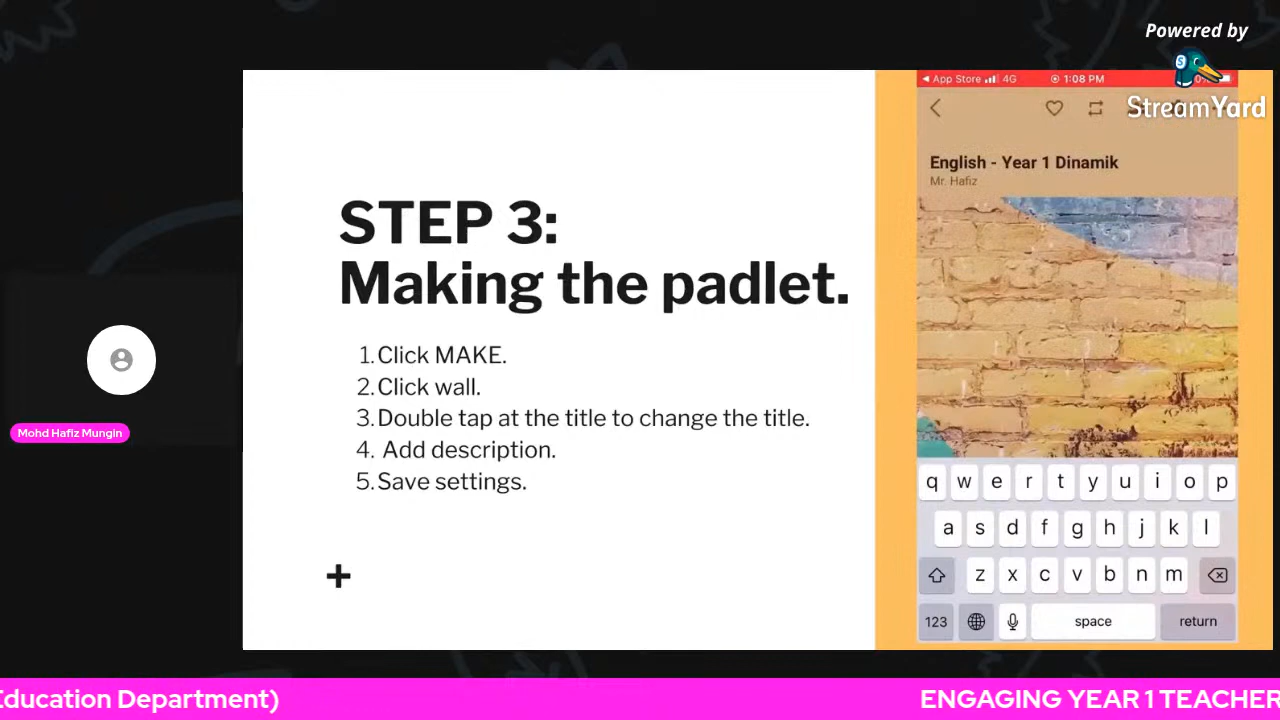 Powered by
StreamYard
App Store 4G 1:08 PM
English - Year 1 Dinamik
Mr. Hafiz
STEP 3:
Making the padlet.
1. Click MAKE.
2. Click wall.
3. Double tap at the title to change the title.
4. Add description.
5. Save settings.
+
Mohd Hafiz Mungin
q w e r t y u i o p
a s d f g h j k l
z x c v b n m
123 space return
Education Department)
ENGAGING YEAR 1 TEACHER